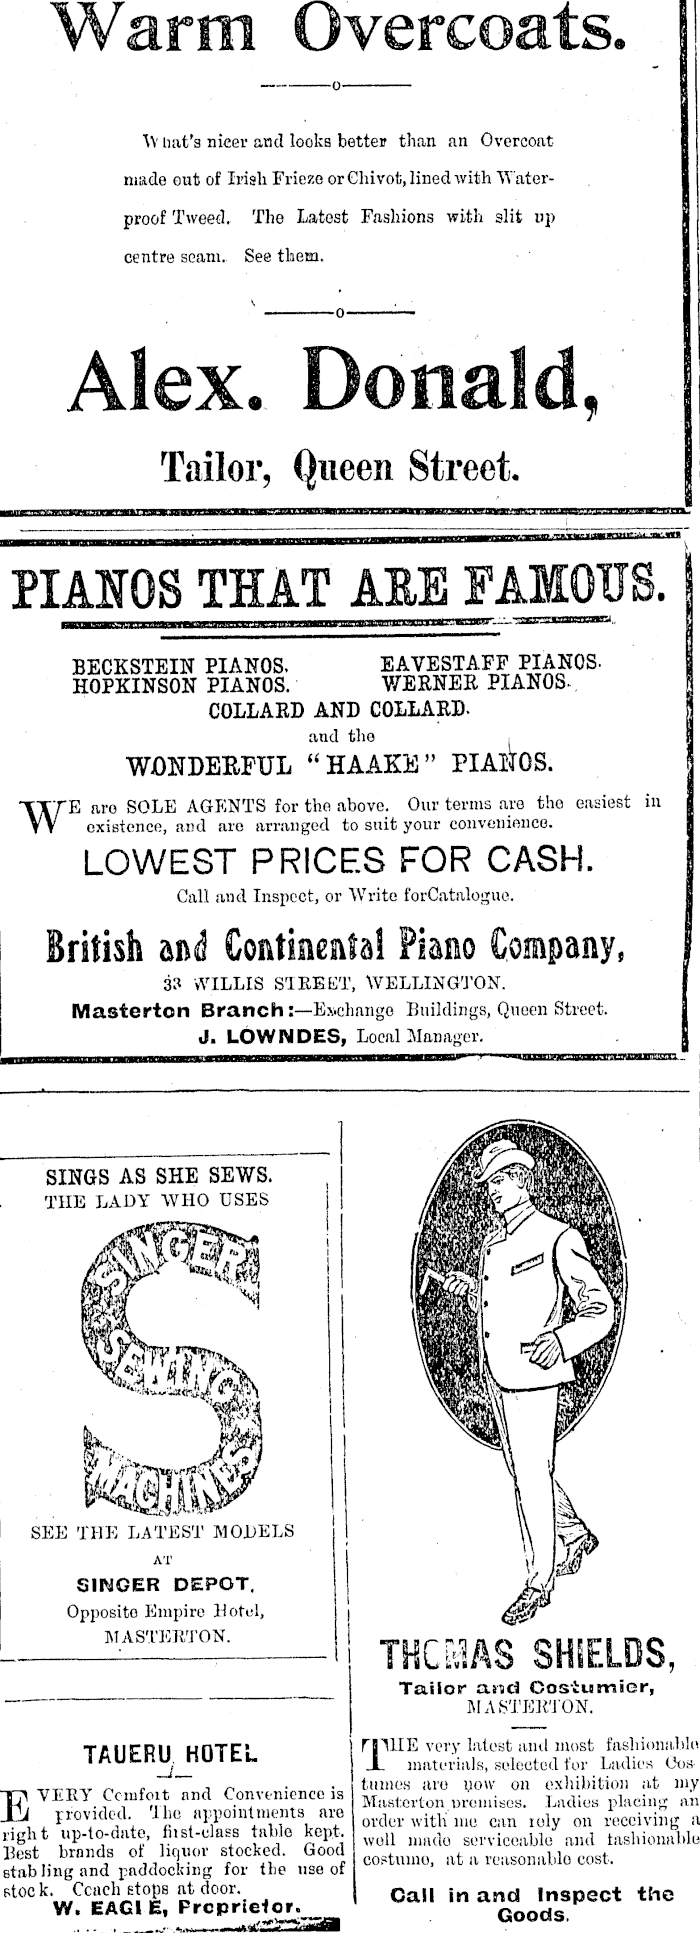 Warm Overcoats.
What's nicer and looks better than an Overcoat
made out of Irish Frieze or Chivot, lined with Water-
proof Tweed. The Latest Fashions with slit up
centre seam. See them.
Alex. Donald,
Tailor, Queen Street.
PIANOS THAT ARE FAMOUS.
BECKSTEIN PIANOS. EAVESTAFF PIANOS.
HOPKINSON PIANOS. WERNER PIANOS.
COLLARD AND COLLARD.
and the
WONDERFUL "HAAKE" PIANOS.
WE are SOLE AGENTS for the above. Our terms are the easiest in
existence, and are arranged to suit your convenience.
LOWEST PRICES FOR CASH.
Call and Inspect, or Write forCatalogue.
British and Continental Piano Company,
33 WILLIS STREET, WELLINGTON.
Masterton Branch:—Exchange Buildings, Queen Street.
J. LOWNDES, Local Manager.
SINGS AS SHE SEWS.
THE LADY WHO USES
SINGER
SEWING
MACHINES
SEE THE LATEST MODELS
AT
SINGER DEPOT,
Opposite Empire Hotel,
MASTERTON.
TAUERU HOTEL
EVERY Comfort and Convenience is
provided. The appointments are
right up-to-date, first-class table kept.
Best brands of liquor stocked. Good
stabling and paddocking for the use of
stock. Coach stops at door.
W. EAGLE, Proprietor.
THOMAS SHIELDS,
Tailor and Costumier,
MASTERTON.
THE very latest and most fashionable
materials, selected for Ladies Cos-
tumes are now on exhibition at my
Masterton premises. Ladies placing an
order with me can rely on receiving a
well made serviceable and fashionable
costume, at a reasonable cost.
Call in and Inspect the
Goods.